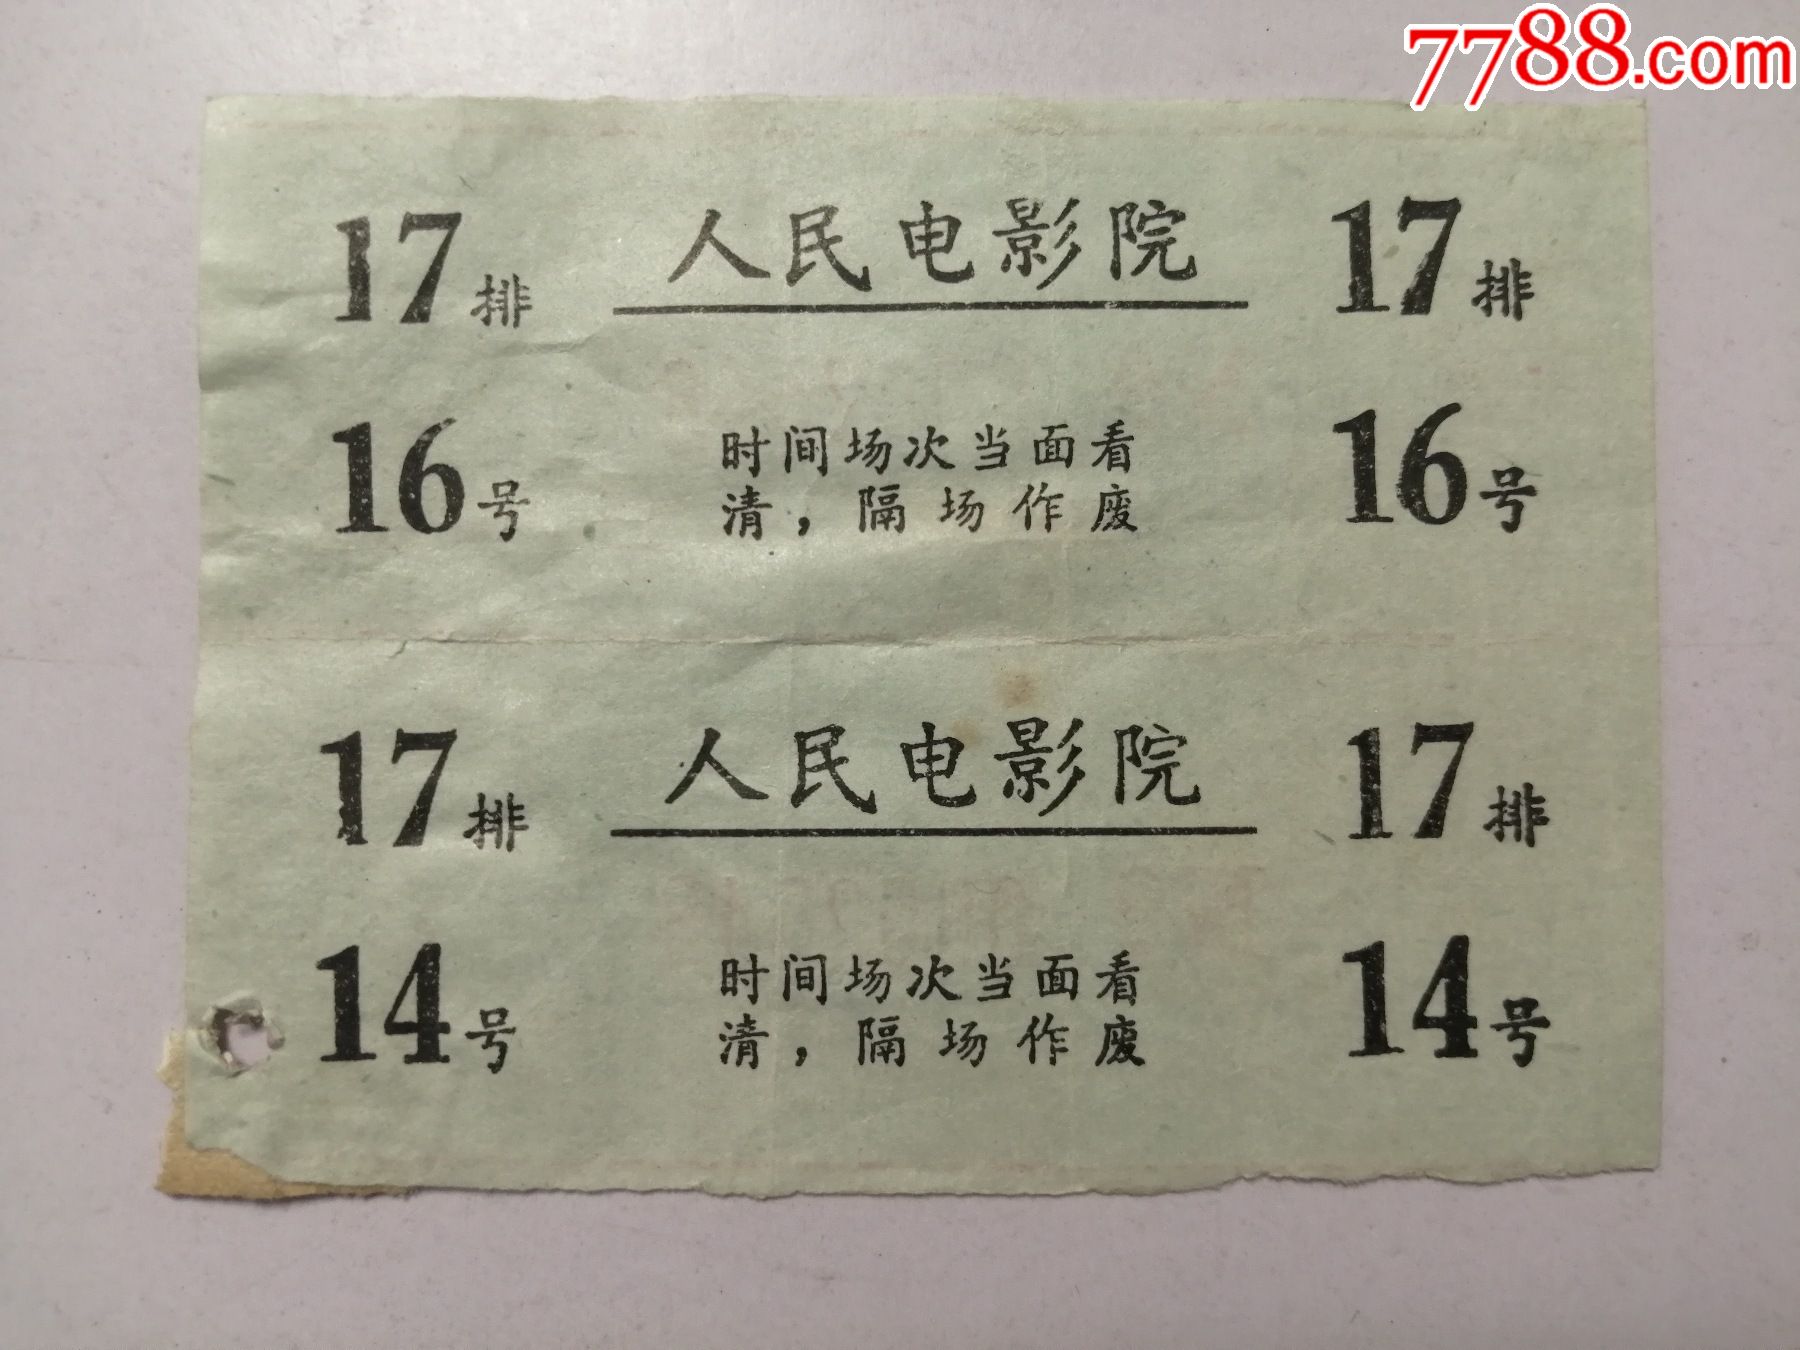 7788.com
17排 人民电影院 17排
16号 时间场次当面看 16号
清，隔场作废
17排 人民电影院 17排
14号 时间场次当面看 14号
清，隔场作废